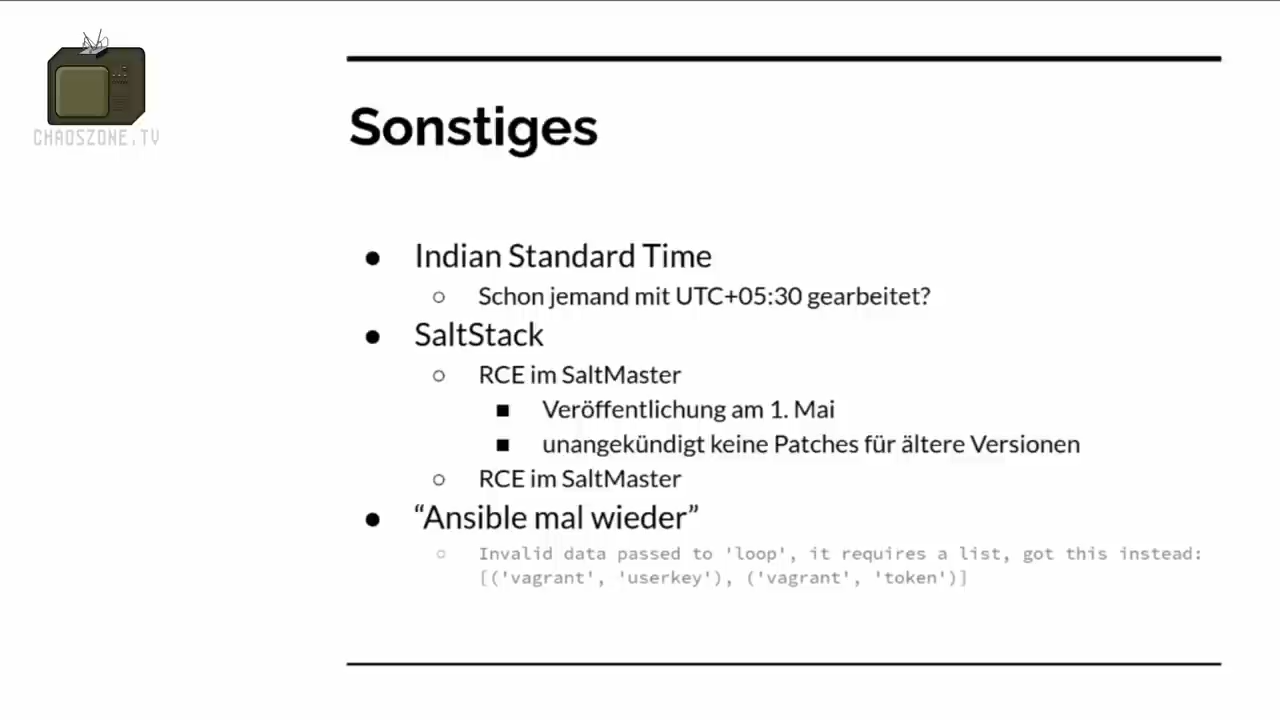 CHAOSZONE.TV
Sonstiges
● Indian Standard Time
○ Schon jemand mit UTC+05:30 gearbeitet?
● SaltStack
○ RCE im SaltMaster
■ Veröffentlichung am 1. Mai
■ unangekündigt keine Patches für ältere Versionen
○ RCE im SaltMaster
● “Ansible mal wieder”
○ Invalid data passed to 'loop', it requires a list, got this instead:
[('vagrant', 'userkey'), ('vagrant', 'token')]